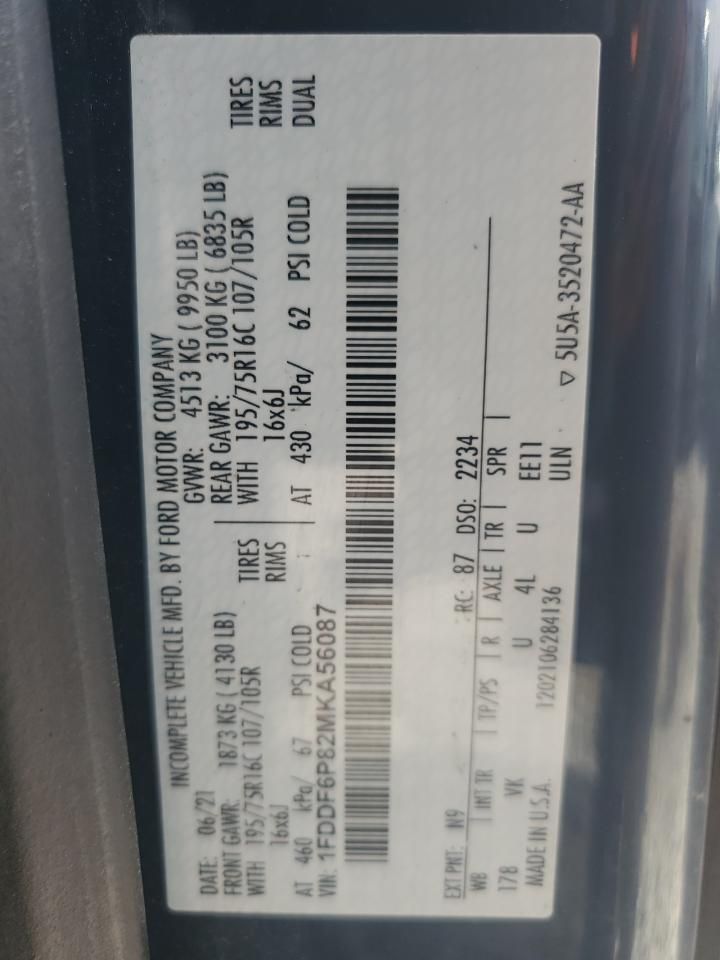 INCOMPLETE VEHICLE MFD. BY FORD MOTOR COMPANY
DATE: 06/21 GVWR: 4513 KG ( 9950 LB)
FRONT GAWR: 1873 KG ( 4130 LB) REAR GAWR: 3100 KG ( 6835 LB)
WITH 195/75R16C 107/105R TIRES WITH 195/75R16C 107/105R TIRES
16x6J RIMS 16x6J RIMS
AT 460 kPa/ 67 PSI COLD AT 430 kPa/ 62 PSI COLD DUAL
VIN: 1FDDF6P82MKA56087
EXT PNT: N9 RC: 87 DSO: 2234
WB INT TR TP/PS R AXLE TR SPR
178 VK U 4L U EE11
MADE IN U.S.A. 1202106284136 ULN ▽ 5U5A-3520472-AA